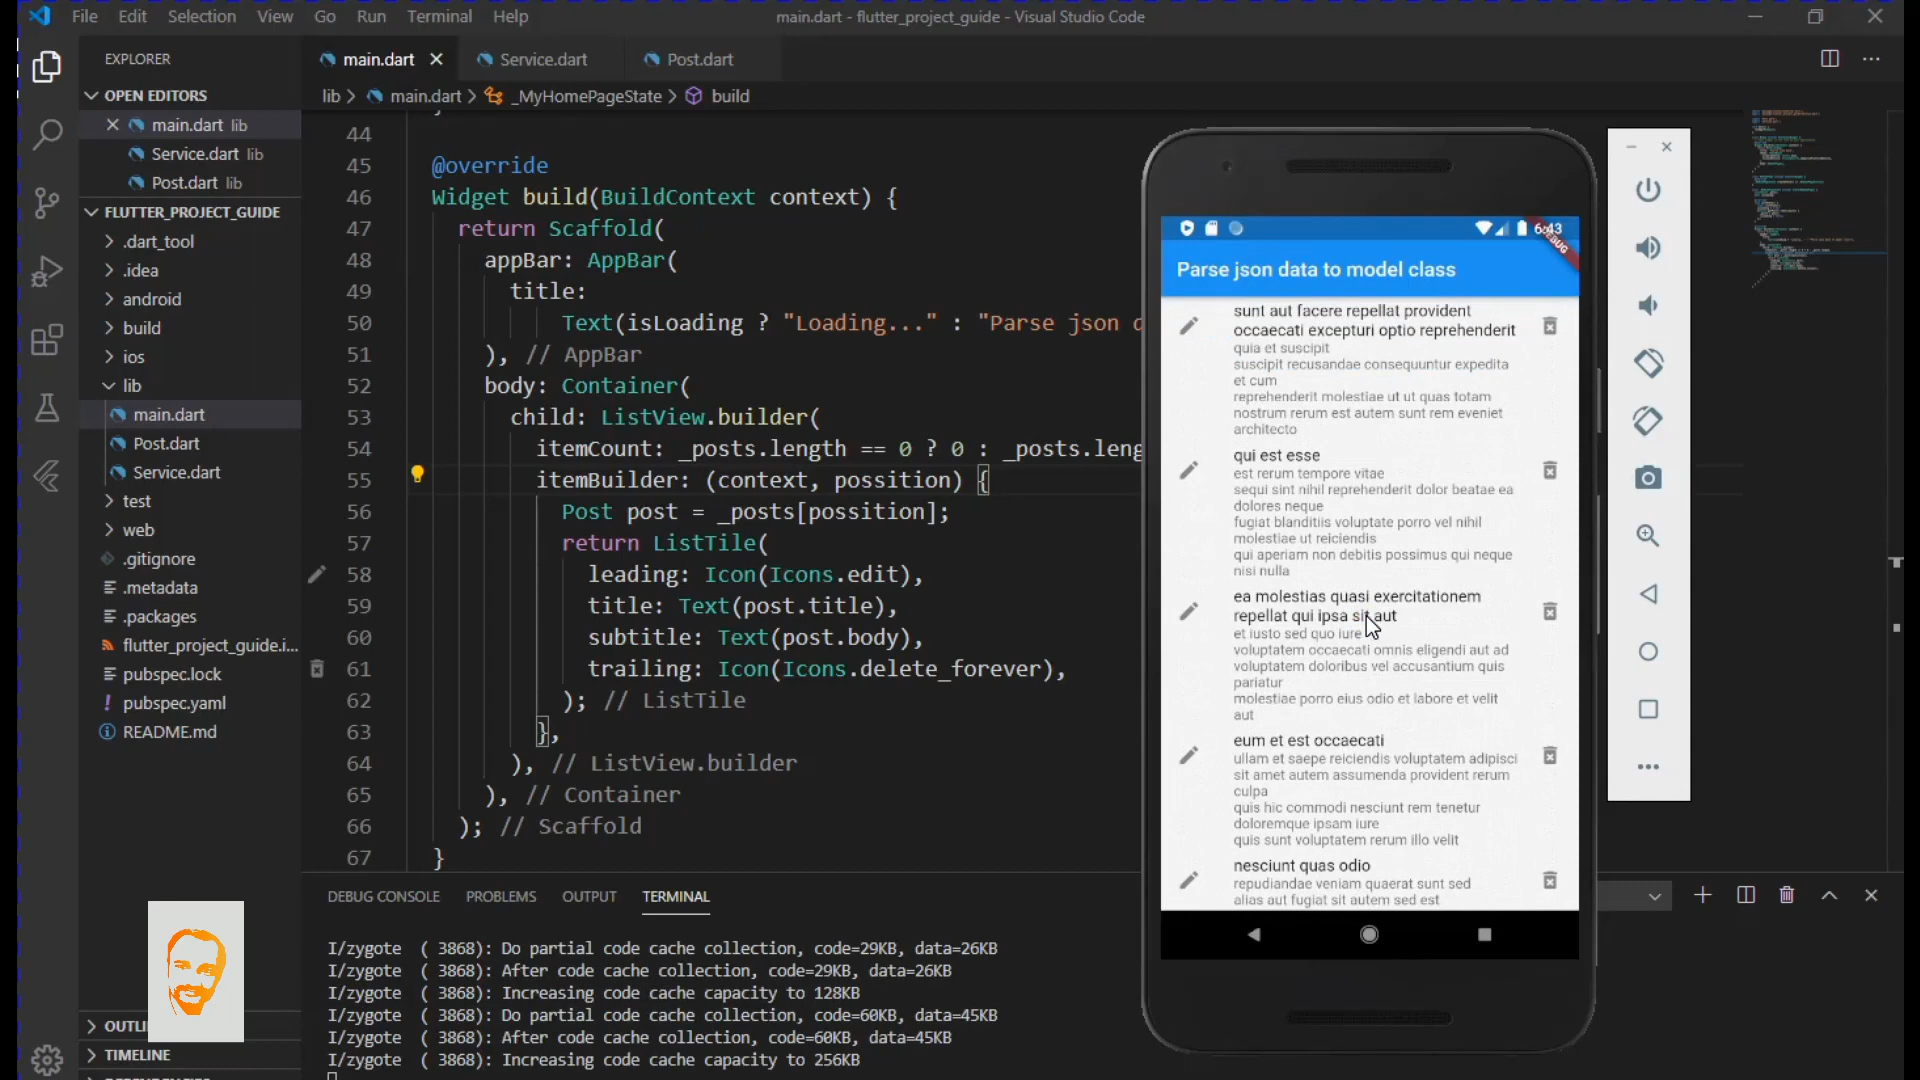 File Edit Selection View Go Run Terminal Help
main.dart - flutter_project_guide - Visual Studio Code
EXPLORER
OPEN EDITORS
main.dart lib
Service.dart lib
Post.dart lib
FLUTTER_PROJECT_GUIDE
.dart_tool
.idea
android
build
ios
lib
main.dart
Post.dart
Service.dart
test
web
.gitignore
.metadata
.packages
flutter_project_guide.i...
pubspec.lock
pubspec.yaml
README.md
TIMELINE
main.dart
Service.dart
Post.dart
lib > main.dart > _MyHomePageState > build
44
45 @override
46 Widget build(BuildContext context) {
47 return Scaffold(
48 appBar: AppBar(
49 title:
50 Text(isLoading ? "Loading..." : "Parse json
51 ), // AppBar
52 body: Container(
53 child: ListView.builder(
54 itemCount: _posts.length == 0 ? 0 : _posts.leng
55 itemBuilder: (context, possition) {
56 Post post = _posts[possition];
57 return ListTile(
58 leading: Icon(Icons.edit),
59 title: Text(post.title),
60 subtitle: Text(post.body),
61 trailing: Icon(Icons.delete_forever),
62 ); // ListTile
63 },
64 ), // ListView.builder
65 ), // Container
66 ); // Scaffold
67 }
DEBUG CONSOLE PROBLEMS OUTPUT TERMINAL
I/zygote ( 3868): Do partial code cache collection, code=29KB, data=26KB
I/zygote ( 3868): After code cache collection, code=29KB, data=26KB
I/zygote ( 3868): Increasing code cache capacity to 128KB
I/zygote ( 3868): Do partial code cache collection, code=60KB, data=45KB
I/zygote ( 3868): After code cache collection, code=60KB, data=45KB
I/zygote ( 3868): Increasing code cache capacity to 256KB
6:43
DEBUG
Parse json data to model class
sunt aut facere repellat provident
occaecati excepturi optio reprehenderit
quia et suscipit
suscipit recusandae consequuntur expedita
et cum
reprehenderit molestiae ut ut quas totam
nostrum rerum est autem sunt rem eveniet
architecto
qui est esse
est rerum tempore vitae
sequi sint nihil reprehenderit dolor beatae ea
dolores neque
fugiat blanditiis voluptate porro vel nihil
molestiae ut reiciendis
qui aperiam non debitis possimus qui neque
nisi nulla
ea molestias quasi exercitationem
repellat qui ipsa sit aut
et iusto sed quo iure
voluptatem occaecati omnis eligendi aut ad
voluptatem doloribus vel accusantium quis
pariatur
molestiae porro eius odio et labore et velit
aut
eum et est occaecati
ullam et saepe reiciendis voluptatem adipisci
sit amet autem assumenda provident rerum
culpa
quis hic commodi nesciunt rem tenetur
doloremque ipsam iure
quis sunt voluptatem rerum illo velit
nesciunt quas odio
repudiandae veniam quaerat sunt sed
alias aut fugiat sit autem sed est